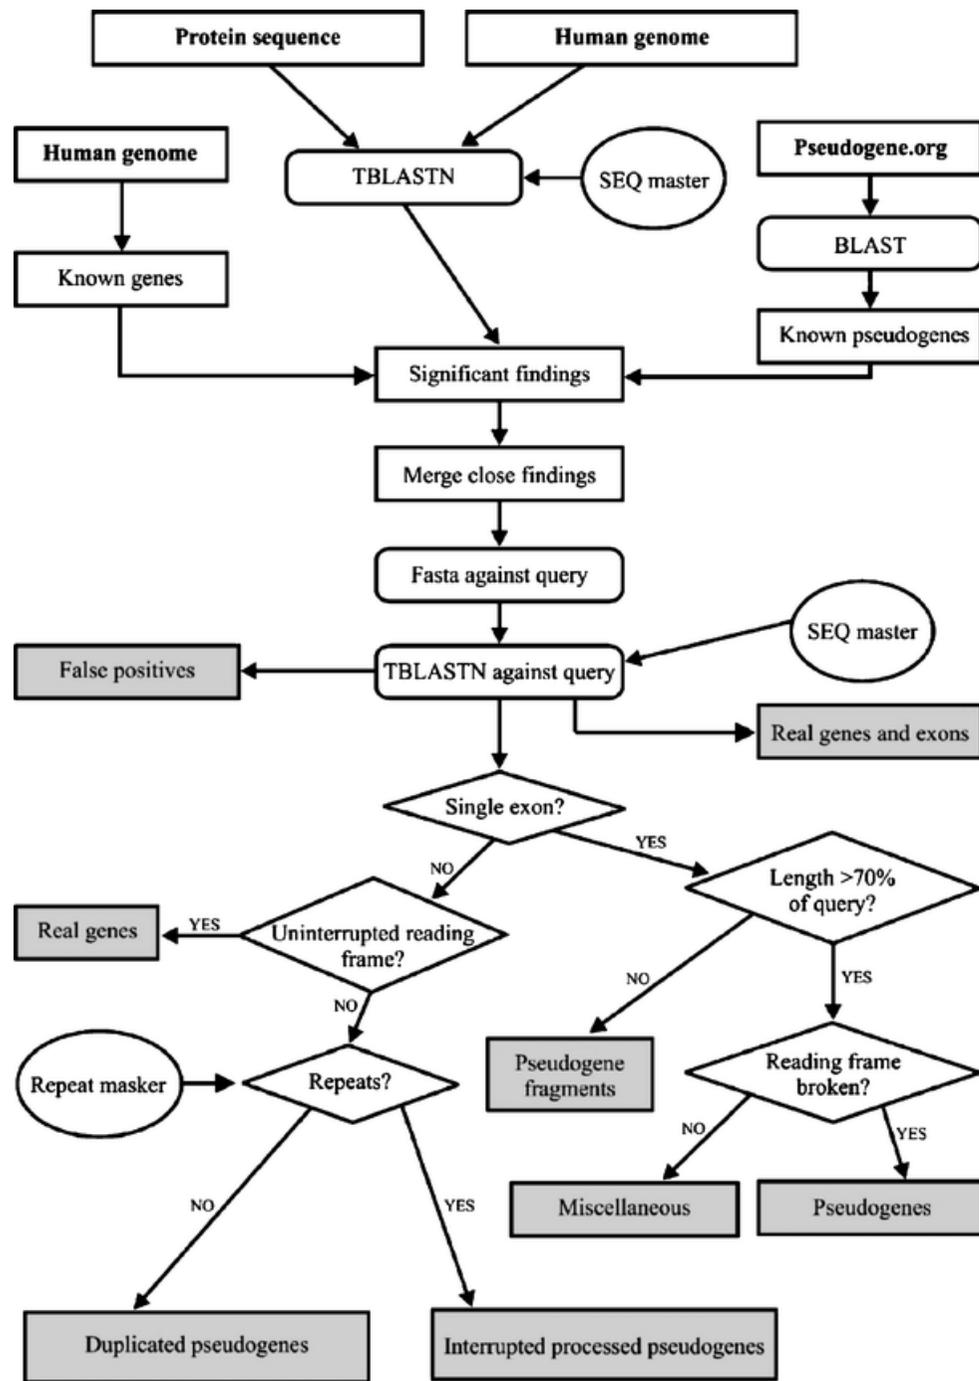 Protein sequence
Human genome
Human genome
TBLASTN
SEQ master
Pseudogene.org
BLAST
Known genes
Known pseudogenes
Significant findings
Merge close findings
Fasta against query
SEQ master
False positives
TBLASTN against query
Real genes and exons
Single exon?
NO
YES
Length >70%
of query?
Real genes
YES
Uninterrupted reading
frame?
NO
YES
NO
Repeat masker
Repeats?
Pseudogene
fragments
Reading frame
broken?
NO
YES
NO
YES
Miscellaneous
Pseudogenes
Duplicated pseudogenes
Interrupted processed pseudogenes